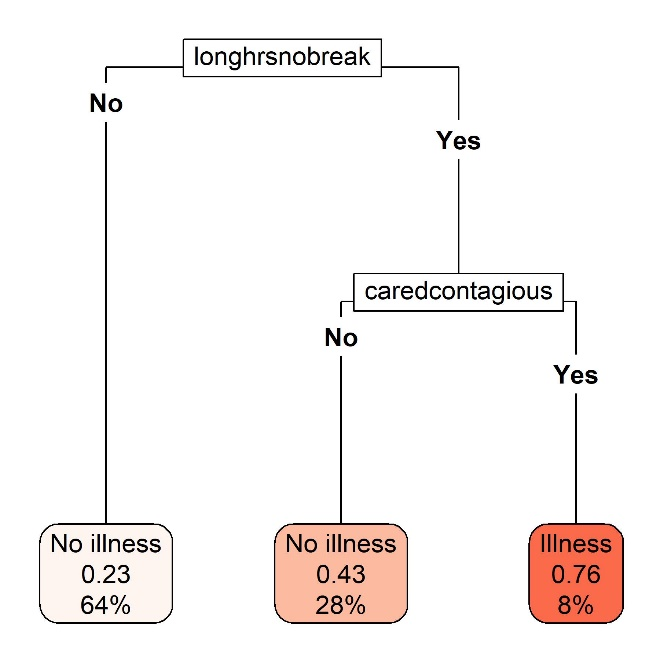 longhrsnobreak
No
Yes
caredcontagious
No
Yes
No illness
0.23
64%
No illness
0.43
28%
Illness
0.76
8%